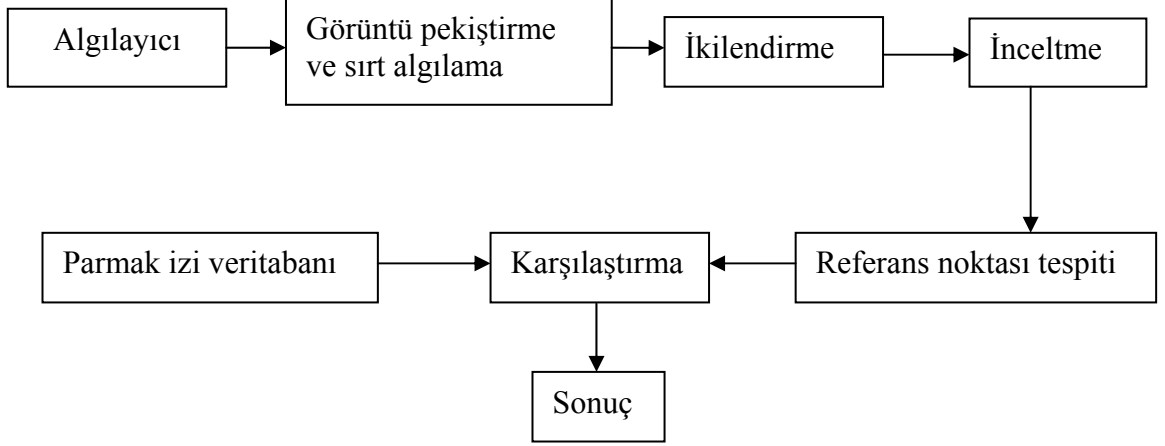 Algılayıcı
Görüntü pekiştirme
ve sırt algılama
İkilendirme
İnceltme
Parmak izi veritabanı
Karşılaştırma
Referans noktası tespiti
Sonuç